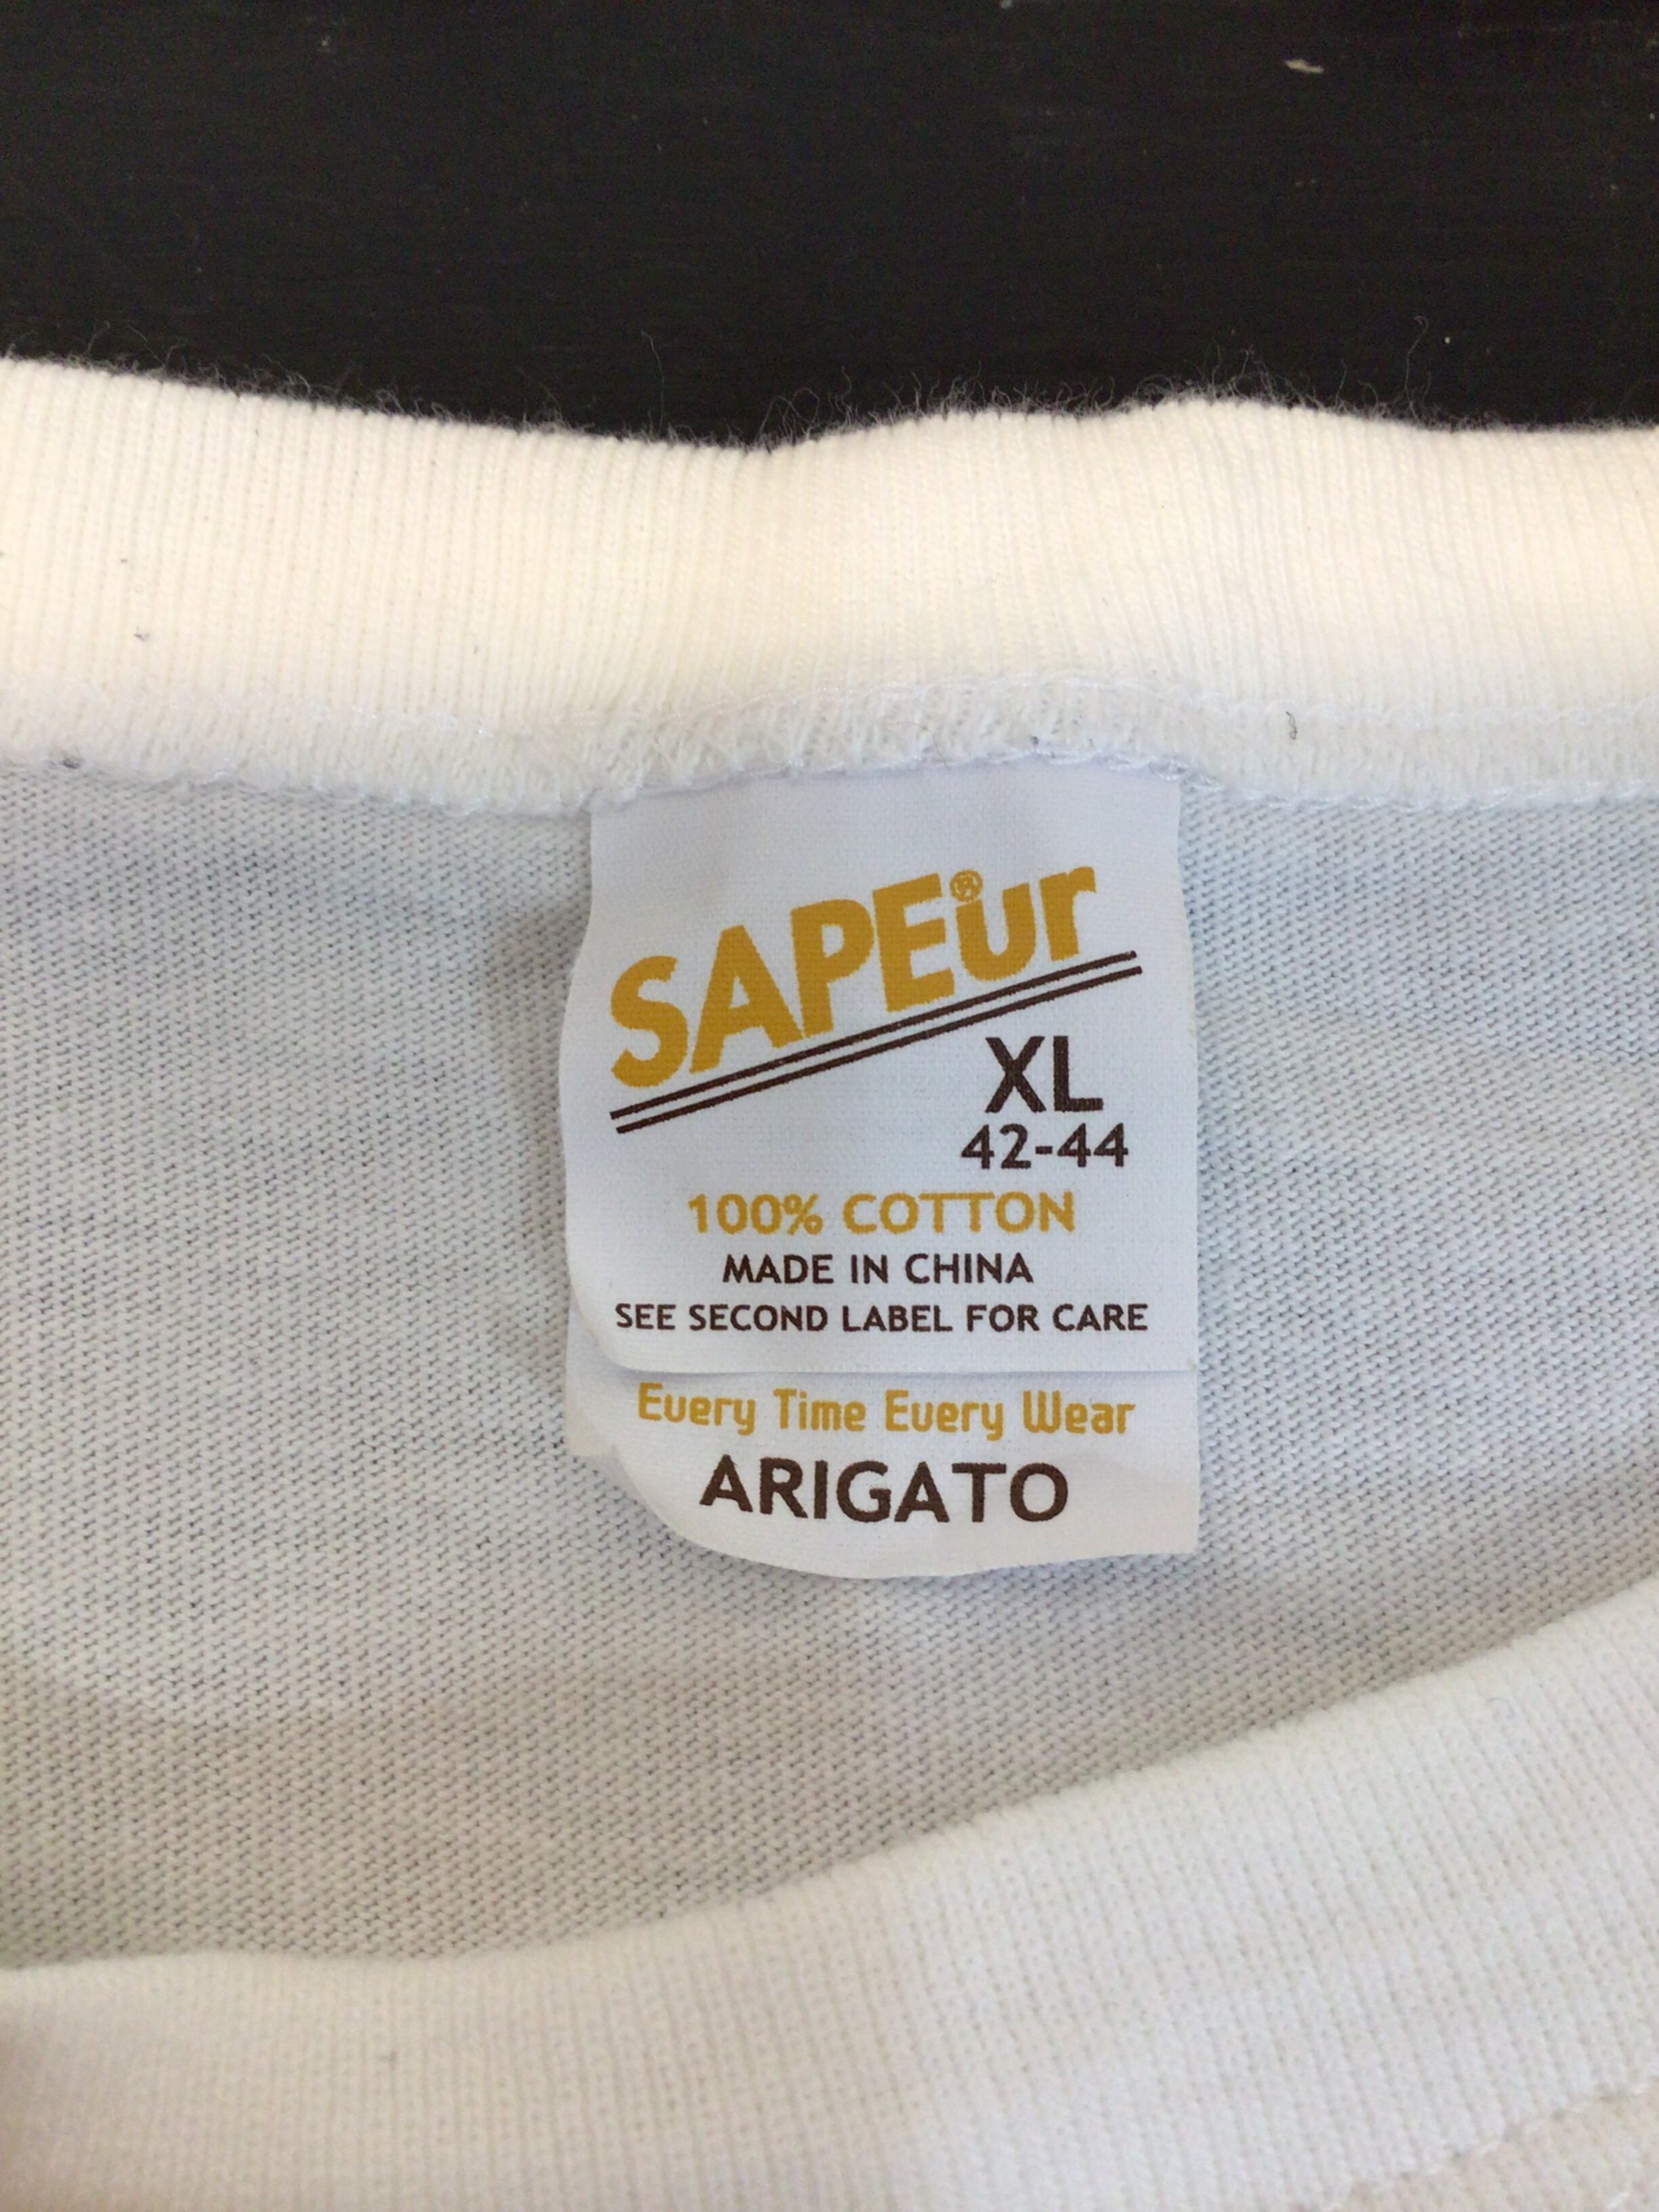 SAPEur®
XL
42-44
100% COTTON
MADE IN CHINA
SEE SECOND LABEL FOR CARE
Every Time Every Wear
ARIGATO